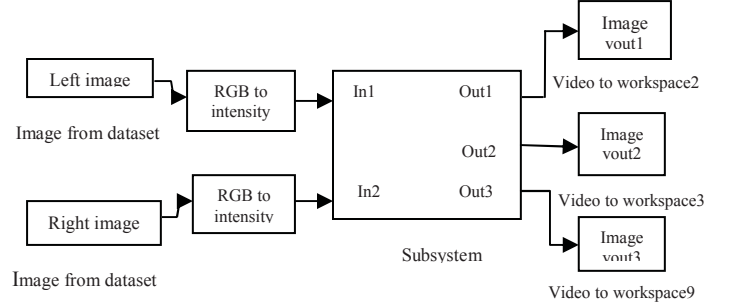 Image
vout1
Left image
RGB to
intensity
In1
Out1
Video to workspace2
Image from dataset
Image
vout2
Out2
RGB to
intensity
In2
Out3
Video to workspace3
Right image
Image
vout3
Subsystem
Image from dataset
Video to workspace9